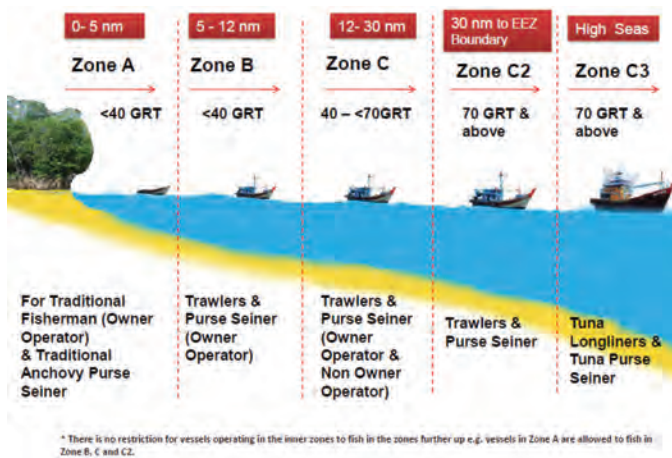 0- 5 nm
5 - 12 nm
12- 30 nm
30 nm to EEZ
Boundary
High Seas
Zone A
Zone B
Zone C
Zone C2
Zone C3
<40 GRT
<40 GRT
40 – <70GRT
70 GRT &
above
70 GRT &
above
For Traditional
Fisherman (Owner
Operator)
& Traditional
Anchovy Purse
Seiner
Trawlers &
Purse Seiner
(Owner
Operator)
Trawlers &
Purse Seiner
(Owner
Operator &
Non Owner
Operator)
Trawlers &
Purse Seiner
Tuna
Longliners &
Tuna Purse
Seiner
* There is no restriction for vessels operating in the inner zones to fish in the zones further up e.g. vessels in Zone A are allowed to fish in
Zone B, C and C2.